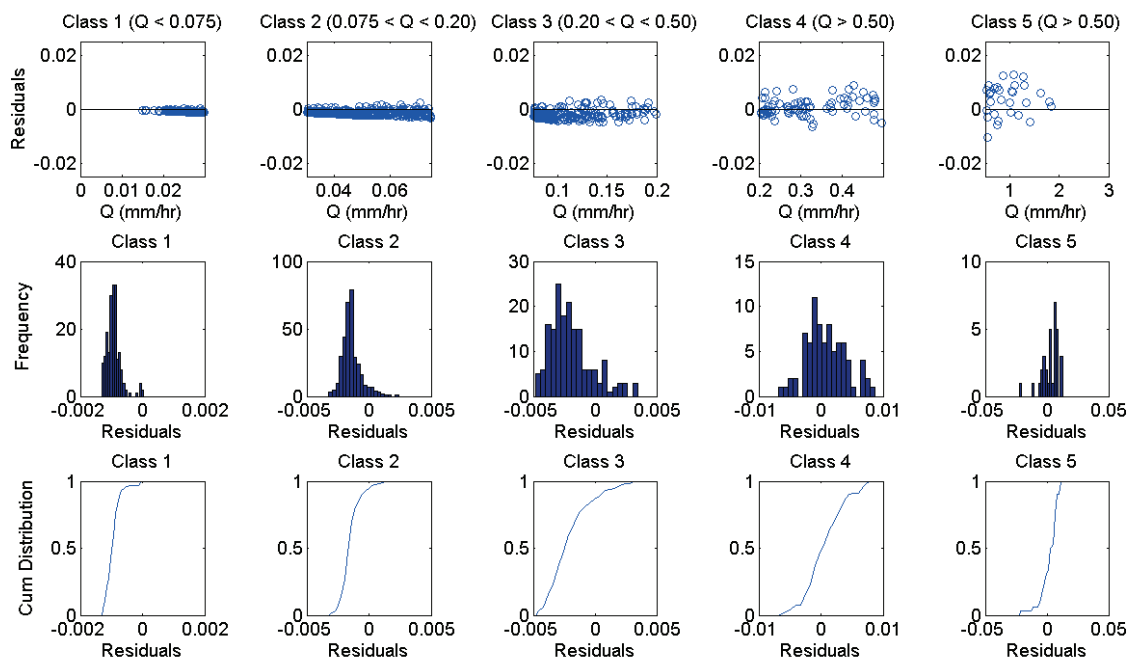 Class 1 (Q < 0.075) Class 2 (0.075 < Q < 0.20) Class 3 (0.20 < Q < 0.50) Class 4 (Q > 0.50) Class 5 (Q > 0.50)
0.02 0.02 0.02 0.02 0.02
Residuals
0 0 0 0 0
-0.02 -0.02 -0.02 -0.02 -0.02
0 0.01 0.02 0.04 0.06 0.1 0.15 0.2 0.2 0.3 0.4 1 2 3
Q (mm/hr) Q (mm/hr) Q (mm/hr) Q (mm/hr) Q (mm/hr)
Class 1 Class 2 Class 3 Class 4 Class 5
40 100 30 15 10
Frequency
20 50 20 10 5
10 5
0 0 0 0 0
-0.002 0 0.002 -0.005 0 0.005 -0.005 0 0.005 -0.01 0 0.01 -0.05 0 0.05
Residuals Residuals Residuals Residuals Residuals
Class 1 Class 2 Class 3 Class 4 Class 5
1 1 1 1 1
Cum Distribution
0.5 0.5 0.5 0.5 0.5
0 0 0 0 0
-0.002 0 0.002 -0.005 0 0.005 -0.005 0 0.005 -0.01 0 0.01 -0.05 0 0.05
Residuals Residuals Residuals Residuals Residuals